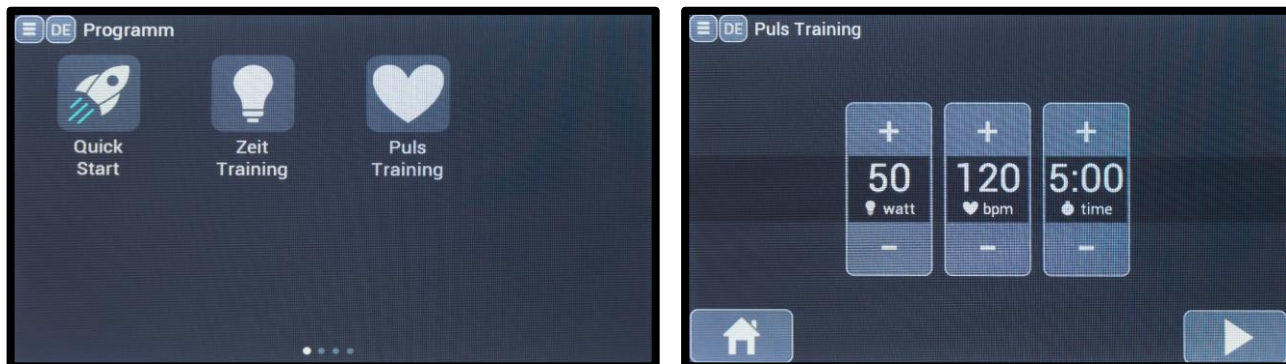 DE Programm
Quick
Start
Zeit
Training
Puls
Training
DE Puls Training
50
watt
120
bpm
5:00
time